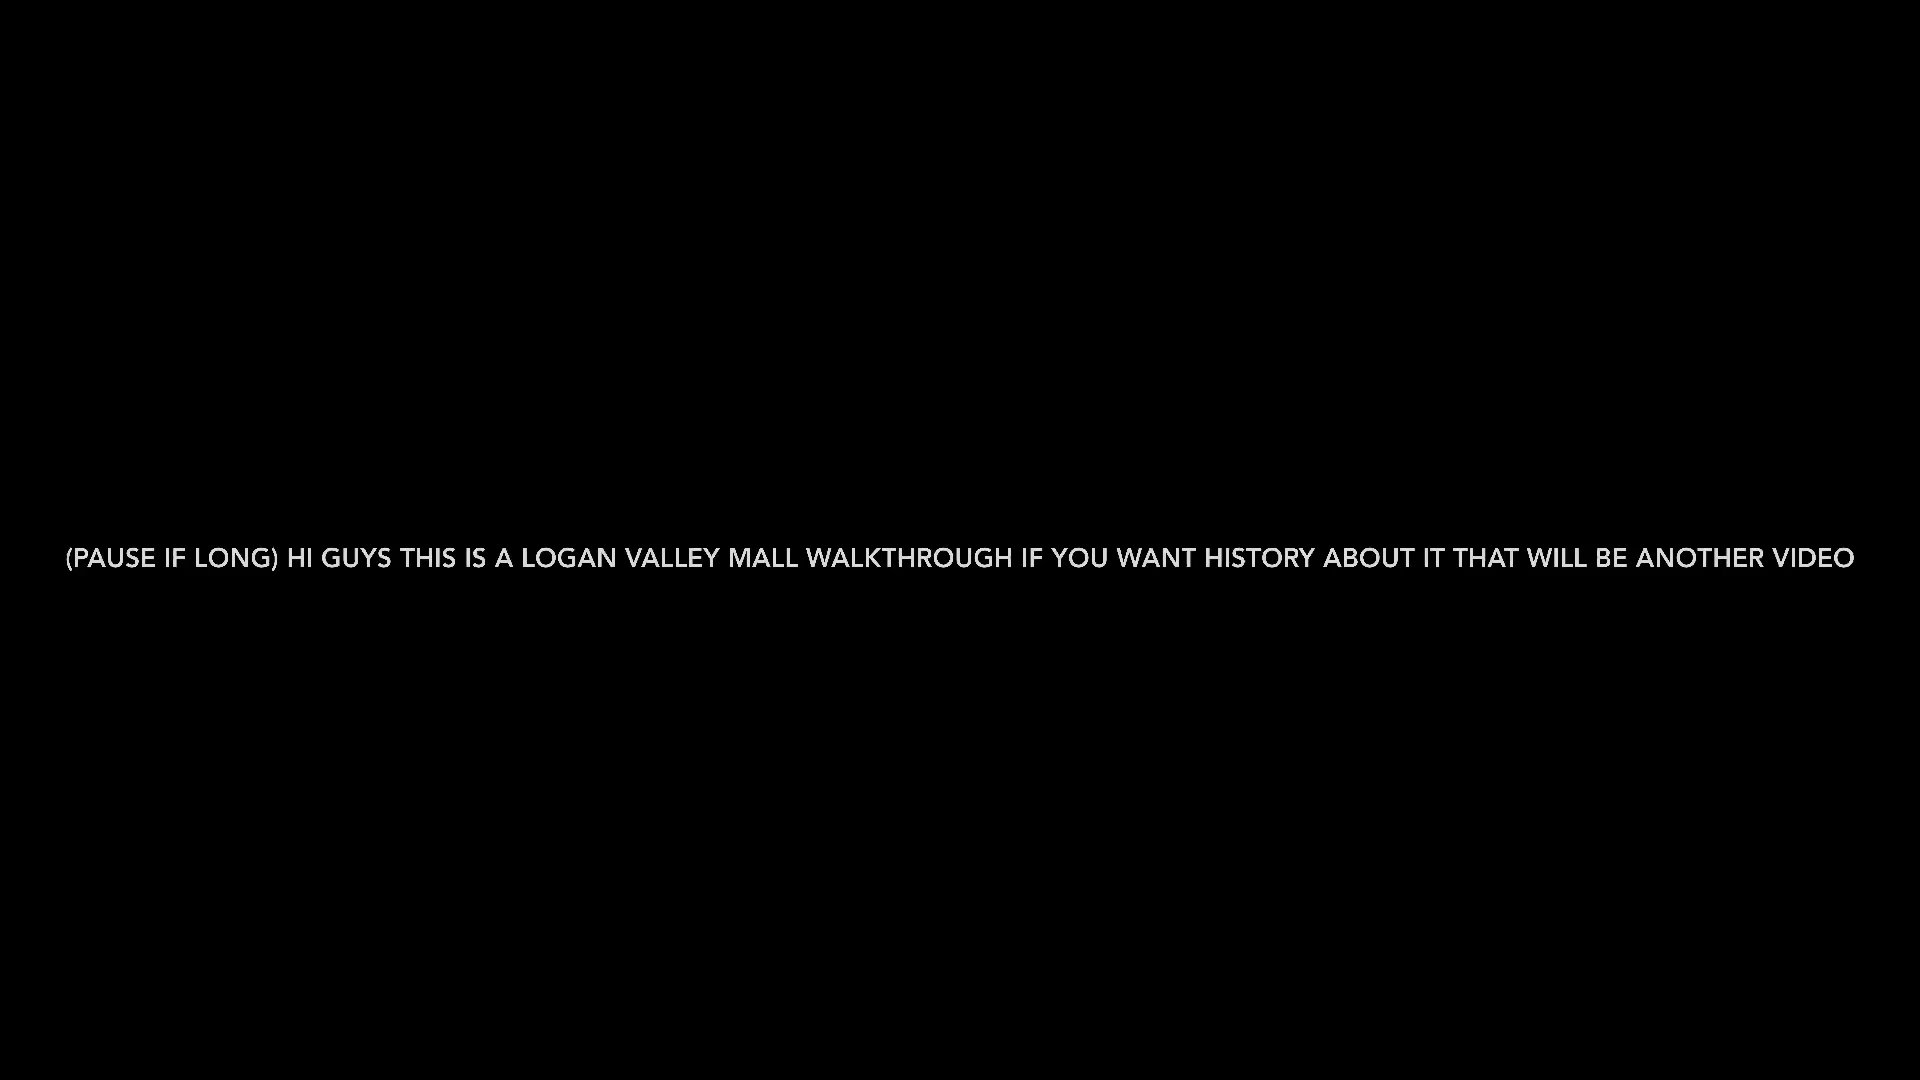 (PAUSE IF LONG) HI GUYS THIS IS A LOGAN VALLEY MALL WALKTHROUGH IF YOU WANT HISTORY ABOUT IT THAT WILL BE ANOTHER VIDEO